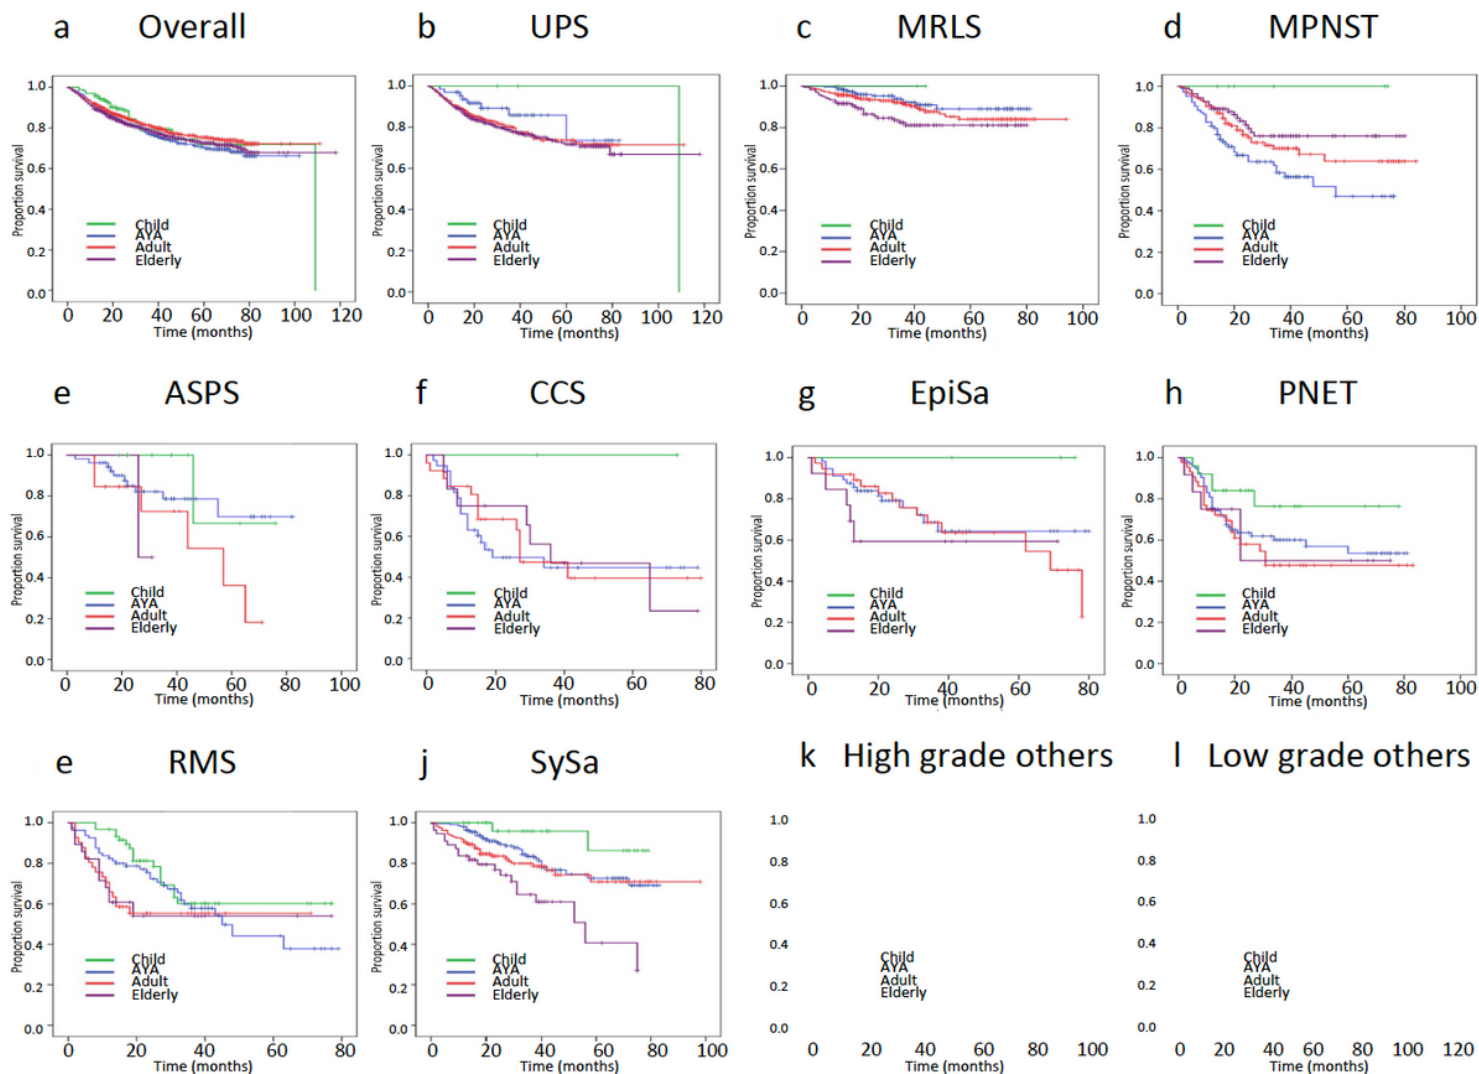 a Overall
1.0
0.8
0.6
0.4
0.2
0.0
Proportion survival
Child
AYA
Adult
Elderly
0 20 40 60 80 100 120
Time (months)
b UPS
1.0
0.8
0.6
0.4
0.2
0.0
Proportion survival
Child
AYA
Adult
Elderly
0 20 40 60 80 100 120
Time (months)
c MRLS
1.0
0.8
0.6
0.4
0.2
0.0
Proportion survival
Child
AYA
Adult
Elderly
0 20 40 60 80 100
Time (months)
d MPNST
1.0
0.8
0.6
0.4
0.2
0.0
Proportion survival
Child
AYA
Adult
Elderly
0 20 40 60 80 100
Time (months)
e ASPS
1.0
0.8
0.6
0.4
0.2
0.0
Proportion survival
Child
AYA
Adult
Elderly
0 20 40 60 80 100
Time (months)
f CCS
1.0
0.8
0.6
0.4
0.2
0.0
Proportion survival
Child
AYA
Adult
Elderly
0 20 40 60 80
Time (months)
g EpiSa
1.0
0.8
0.6
0.4
0.2
0.0
Proportion survival
Child
AYA
Adult
Elderly
0 20 40 60 80
Time (months)
h PNET
1.0
0.8
0.6
0.4
0.2
0.0
Proportion survival
Child
AYA
Adult
Elderly
0 20 40 60 80 100
Time (months)
e RMS
1.0
0.8
0.6
0.4
0.2
0.0
Proportion survival
Child
AYA
Adult
Elderly
0 20 40 60 80
Time (months)
j SySa
1.0
0.8
0.6
0.4
0.2
0.0
Proportion survival
Child
AYA
Adult
Elderly
0 20 40 60 80 100
Time (months)
k High grade others
1.0
0.8
0.6
0.4
0.2
0.0
Child
AYA
Adult
Elderly
0 20 40 60 80 100
Time (months)
l Low grade others
1.0
0.8
0.6
0.4
0.2
0.0
Child
AYA
Adult
Elderly
0 20 40 60 80 100 120
Time (months)